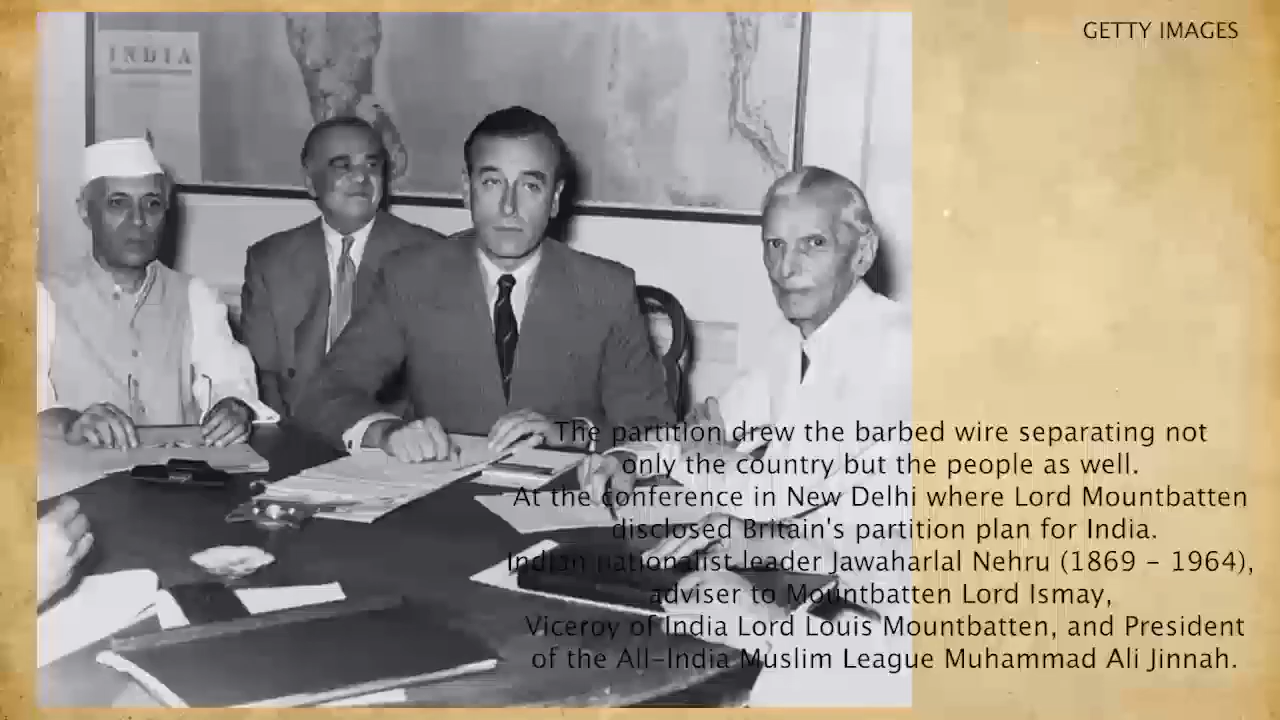 GETTY IMAGES
INDIA
The partition drew the barbed wire separating not
only the country but the people as well.
At the conference in New Delhi where Lord Mountbatten
disclosed Britain's partition plan for India.
Indian nationalist leader Jawaharlal Nehru (1869 - 1964),
adviser to Mountbatten Lord Ismay,
Viceroy of India Lord Louis Mountbatten, and President
of the All-India Muslim League Muhammad Ali Jinnah.